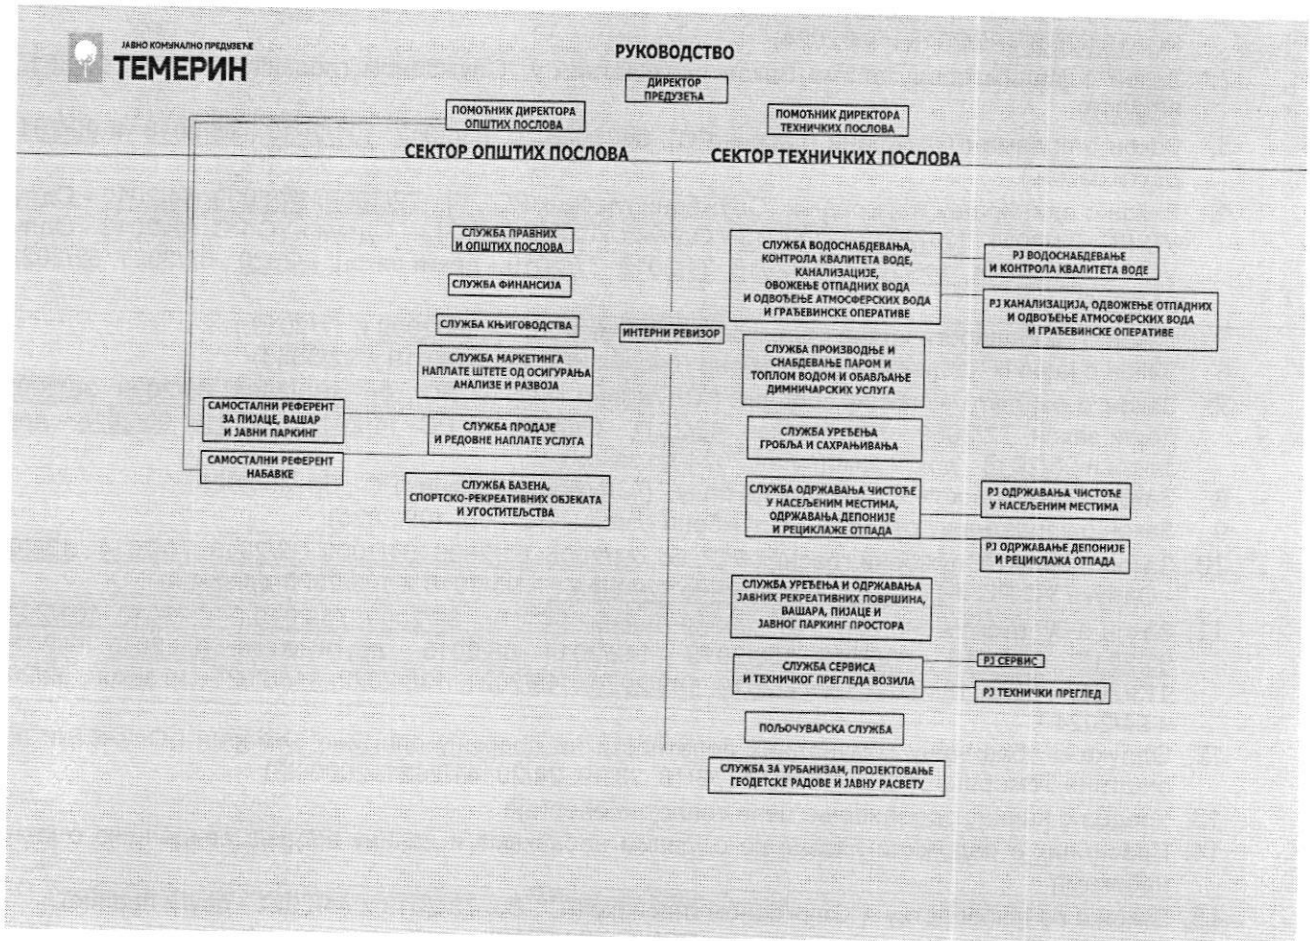 ЈАВНО КОМУНАЛНО ПРЕДУЗЕЋЕ
ТЕМЕРИН
РУКОВОДСТВО
ДИРЕКТОР
ПРЕДУЗЕЋА
ПОМОЋНИК ДИРЕКТОРА
ОПШТИХ ПОСЛОВА
ПОМОЋНИК ДИРЕКТОРА
ТЕХНИЧКИХ ПОСЛОВА
СЕКТОР ОПШТИХ ПОСЛОВА
СЕКТОР ТЕХНИЧКИХ ПОСЛОВА
СЛУЖБА ПРАВНИХ
И ОПШТИХ ПОСЛОВА
СЛУЖБА ФИНАНСИЈА
СЛУЖБА КЊИГОВОДСТВА
СЛУЖБА МАРКЕТИНГА
НАПЛАТЕ ШТЕТЕ ОД ОСИГУРАЊА
АНАЛИЗЕ И РАЗВОЈА
САМОСТАЛНИ РЕФЕРЕНТ
ЗА ПИЈАЦЕ, ВАШАР
И ЈАВНИ ПАРКИНГ
СЛУЖБА ПРОДАЈЕ
И РЕДОВНЕ НАПЛАТЕ УСЛУГА
САМОСТАЛНИ РЕФЕРЕНТ
НАБАВКЕ
СЛУЖБА БАЗЕНА,
СПОРТСКО-РЕКРЕАТИВНИХ ОБЈЕКАТА
И УГОСТИТЕЉСТВА
ИНТЕРНИ РЕВИЗОР
СЛУЖБА ВОДОСНАБДЕВАЊА,
КОНТРОЛА КВАЛИТЕТА ВОДЕ,
КАНАЛИЗАЦИЈЕ,
ОВОЖЕЊЕ ОТПАДНИХ ВОДА
И ОДВОЂЕЊЕ АТМОСФЕРСКИХ ВОДА
И ГРАЂЕВИНСКЕ ОПЕРАТИВЕ
РЈ ВОДОСНАБДЕВАЊЕ
И КОНТРОЛА КВАЛИТЕТА ВОДЕ
РЈ КАНАЛИЗАЦИЈА, ОДВОЖЕЊЕ ОТПАДНИХ
И ОДВОЂЕЊЕ АТМОСФЕРСКИХ ВОДА
И ГРАЂЕВИНСКЕ ОПЕРАТИВЕ
СЛУЖБА ПРОИЗВОДЊЕ И
СНАБДЕВАЊЕ ПАРОМ И
ТОПЛОМ ВОДОМ И ОБАВЉАЊЕ
ДИМНИЧАРСКИХ УСЛУГА
СЛУЖБА УРЕЂЕЊА
ГРОБЉА И САХРАЊИВАЊА
СЛУЖБА ОДРЖАВАЊА ЧИСТОЋЕ
У НАСЕЉЕНИМ МЕСТИМА,
ОДРЖАВАЊА ДЕПОНИЈЕ
И РЕЦИКЛАЖЕ ОТПАДА
РЈ ОДРЖАВАЊА ЧИСТОЋЕ
У НАСЕЉЕНИМ МЕСТИМА
РЈ ОДРЖАВАЊЕ ДЕПОНИЈЕ
И РЕЦИКЛАЖА ОТПАДА
СЛУЖБА УРЕЂЕЊА И ОДРЖАВАЊА
ЈАВНИХ РЕКРЕАТИВНИХ ПОВРШИНА,
ВАШАРА, ПИЈАЦЕ И
ЈАВНОГ ПАРКИНГ ПРОСТОРА
СЛУЖБА СЕРВИСА
И ТЕХНИЧКОГ ПРЕГЛЕДА ВОЗИЛА
РЈ СЕРВИС
РЈ ТЕХНИЧКИ ПРЕГЛЕД
ПОЉОЧУВАРСКА СЛУЖБА
СЛУЖБА ЗА УРБАНИЗАМ, ПРОЈЕКТОВАЊЕ
ГЕОДЕТСКЕ РАДОВЕ И ЈАВНУ РАСВЕТУ